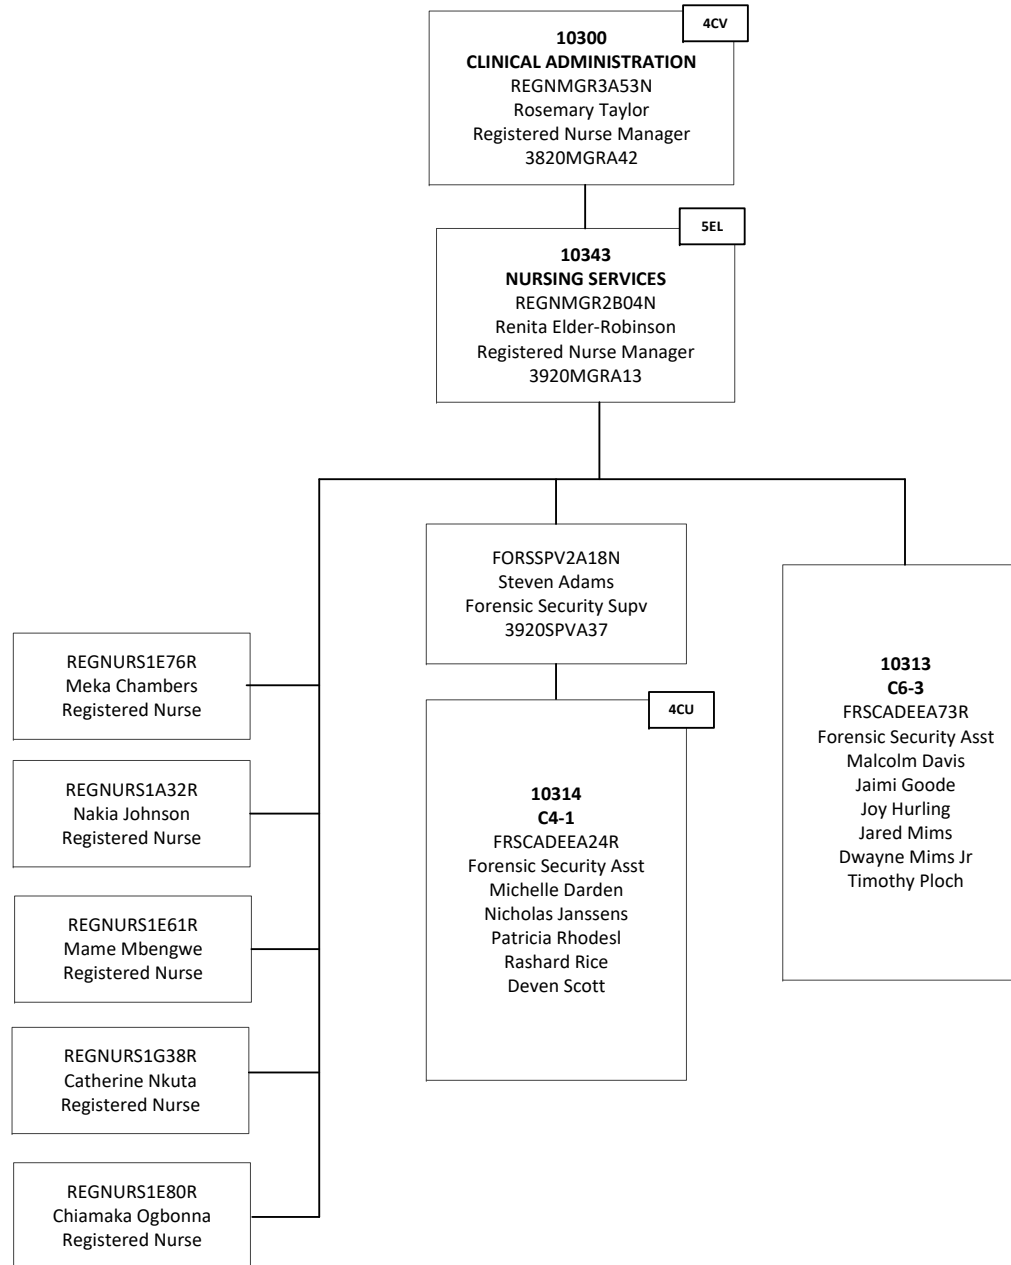 4CV
10300
CLINICAL ADMINISTRATION
REGNMGR3A53N
Rosemary Taylor
Registered Nurse Manager
3820MGRA42
5EL
10343
NURSING SERVICES
REGNMGR2B04N
Renita Elder-Robinson
Registered Nurse Manager
3920MGRA13
FORSSPV2A18N
Steven Adams
Forensic Security Supv
3920SPVA37
4CU
10314
C4-1
FRSCADEEA24R
Forensic Security Asst
Michelle Darden
Nicholas Janssens
Patricia Rhodesl
Rashard Rice
Deven Scott
10313
C6-3
FRSCADEEA73R
Forensic Security Asst
Malcolm Davis
Jaimi Goode
Joy Hurling
Jared Mims
Dwayne Mims Jr
Timothy Ploch
REGNURS1E76R
Meka Chambers
Registered Nurse
REGNURS1A32R
Nakia Johnson
Registered Nurse
REGNURS1E61R
Mame Mbengwe
Registered Nurse
REGNURS1G38R
Catherine Nkuta
Registered Nurse
REGNURS1E80R
Chiamaka Ogbonna
Registered Nurse